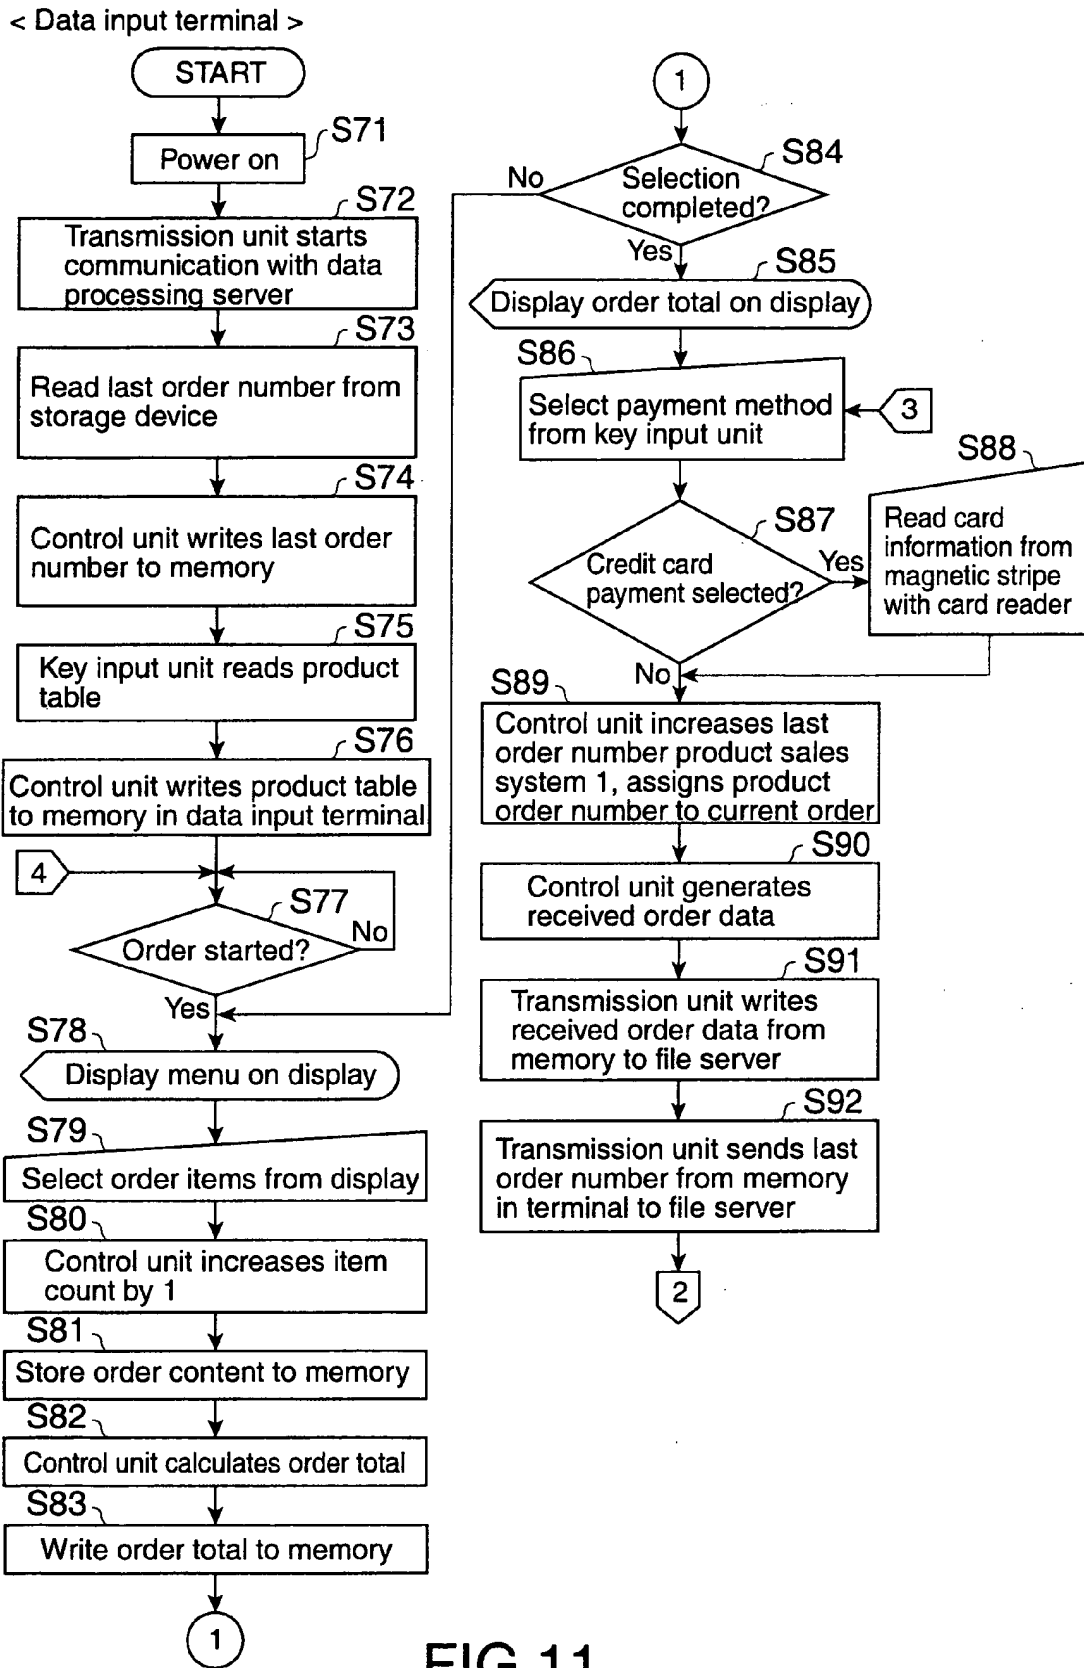 < Data input terminal >
START
S71
Power on
S72
Transmission unit starts
communication with data
processing server
S73
Read last order number from
storage device
S74
Control unit writes last order
number to memory
S75
Key input unit reads product
table
S76
Control unit writes product table
to memory in data input terminal
4
S77
Order started?
No
Yes
S78
Display menu on display
S79
Select order items from display
S80
Control unit increases item
count by 1
S81
Store order content to memory
S82
Control unit calculates order total
S83
Write order total to memory
1
1
S84
Selection
completed?
No
Yes
S85
Display order total on display
S86
Select payment method
from key input unit
3
S87
Credit card
payment selected?
Yes
No
S88
Read card
information from
magnetic stripe
with card reader
S89
Control unit increases last
order number product sales
system 1, assigns product
order number to current order
S90
Control unit generates
received order data
S91
Transmission unit writes
received order data from
memory to file server
S92
Transmission unit sends last
order number from memory
in terminal to file server
2
FIG.11